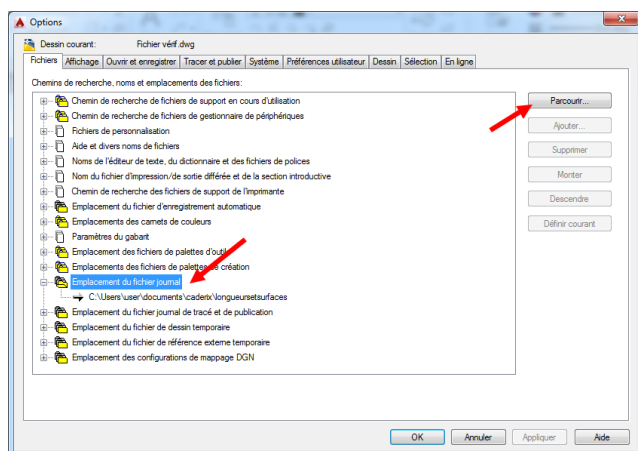 Options
Dessin courant: Fichier vérif.dwg
Fichiers Affichage Ouvrir et enregistrer Tracer et publier Système Préférences utilisateur Dessin Sélection En ligne
Chemins de recherche, noms et emplacements des fichiers:
Chemin de recherche de fichiers de support en cours d'utilisation
Chemin de recherche de fichiers de gestionnaire de périphériques
Fichiers de personnalisation
Aide et divers noms de fichiers
Noms de l'éditeur de texte, du dictionnaire et des fichiers de polices
Nom du fichier d'impression/de sortie différée et de la section introductive
Chemin de recherche des fichiers de support de l'imprimante
Emplacement du fichier d'enregistrement automatique
Emplacements des carnets de couleurs
Paramètres du gabarit
Emplacement des fichiers de palettes d'outils
Emplacements des fichiers de palettes de création
Emplacement du fichier journal
C:\Users\user\documents\caderix\longueursetsurfaces
Emplacement du fichier journal de tracé et de publication
Emplacement du fichier de dessin temporaire
Emplacement du fichier de référence externe temporaire
Emplacement des configurations de mappage DGN
Parcourir...
Ajouter...
Supprimer
Monter
Descendre
Définir courant
OK Annuler Appliquer Aide